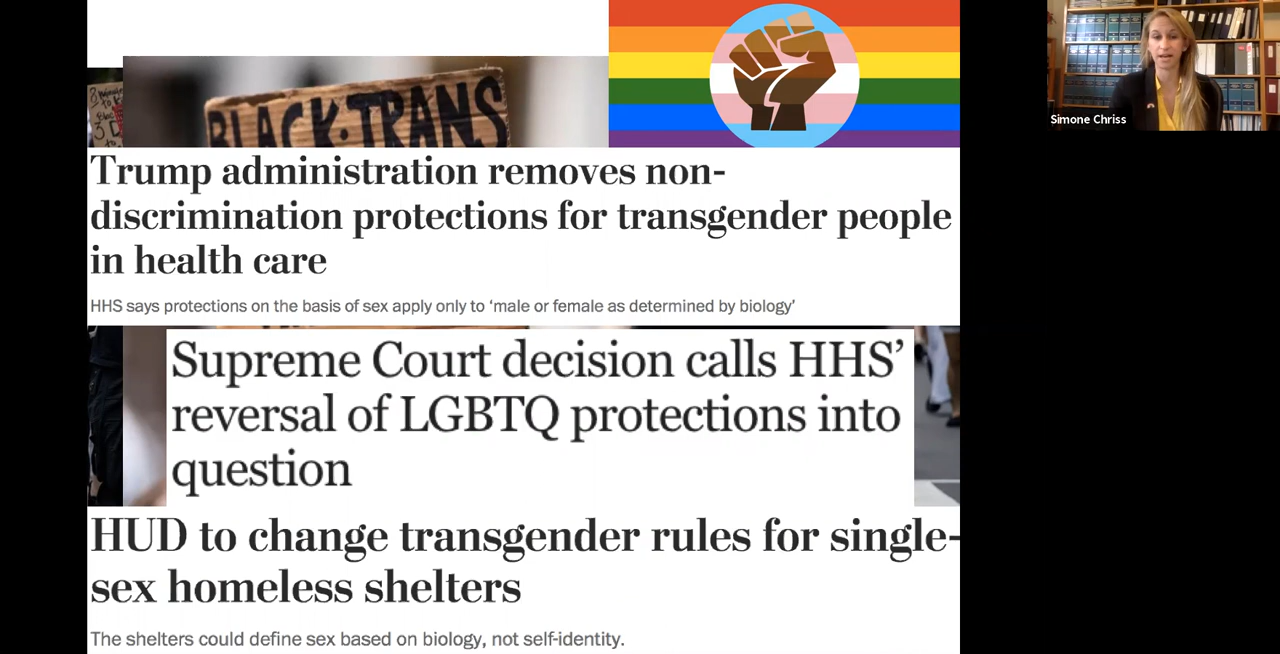 BLACK·TRANS
Simone Chriss
Trump administration removes non-
discrimination protections for transgender people
in health care
HHS says protections on the basis of sex apply only to ‘male or female as determined by biology’
Supreme Court decision calls HHS’
reversal of LGBTQ protections into
question
HUD to change transgender rules for single-
sex homeless shelters
The shelters could define sex based on biology, not self-identity.